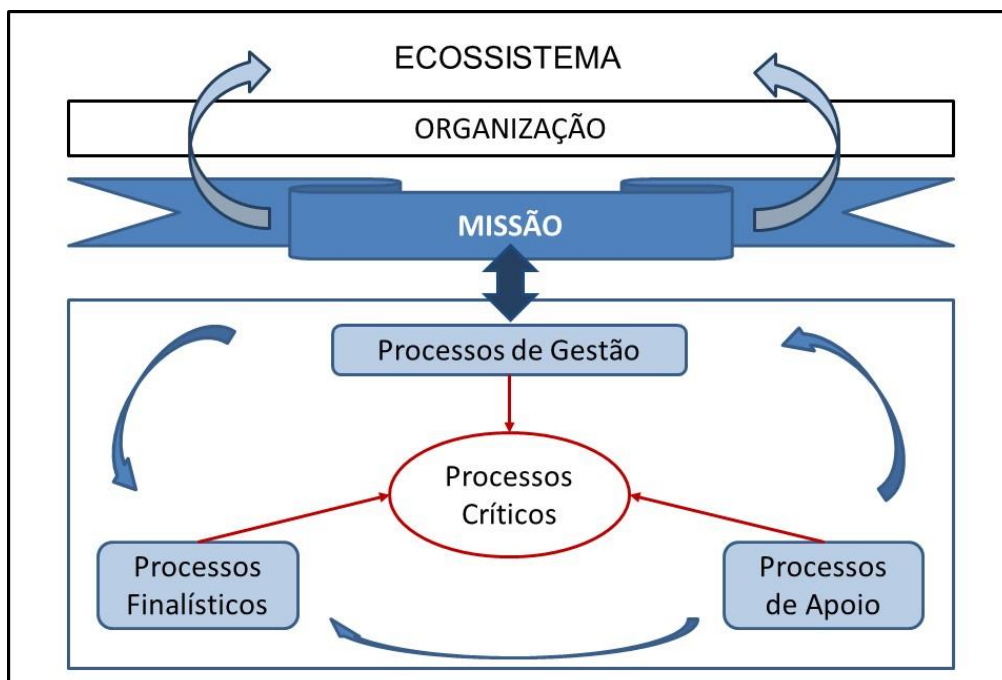 ECOSSISTEMA
ORGANIZAÇÃO
MISSÃO
Processos de Gestão
Processos
Críticos
Processos
Finalísticos
Processos
de Apoio